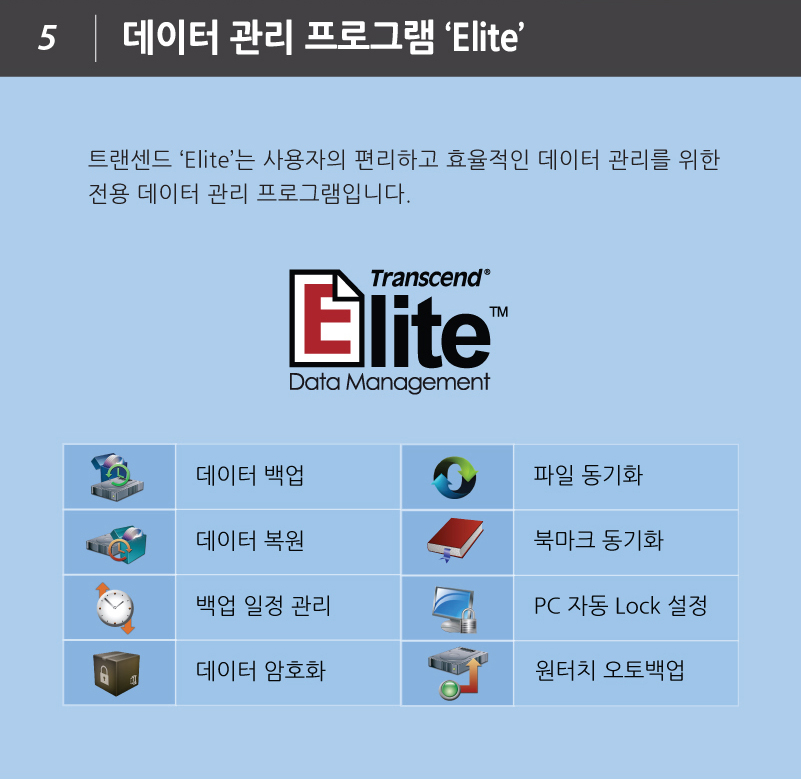 5 데이터 관리 프로그램 ‘Elite’
트랜센드 ‘Elite’는 사용자의 편리하고 효율적인 데이터 관리를 위한
전용 데이터 관리 프로그램입니다.
Transcend®
Elite™
Data Management
데이터 백업
파일 동기화
데이터 복원
북마크 동기화
백업 일정 관리
PC 자동 Lock 설정
데이터 암호화
원터치 오토백업